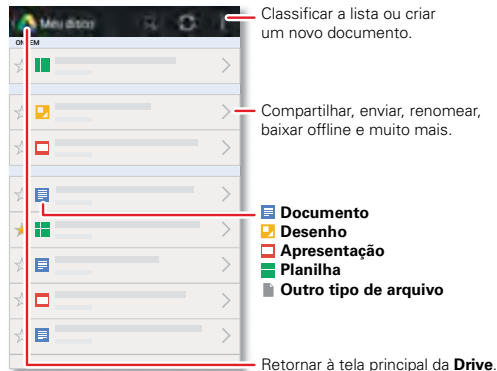 Meu disco
ONTEM
Classificar a lista ou criar
um novo documento.
Compartilhar, enviar, renomear,
baixar offline e muito mais.
Documento
Desenho
Apresentação
Planilha
Outro tipo de arquivo
Retornar à tela principal da Drive.